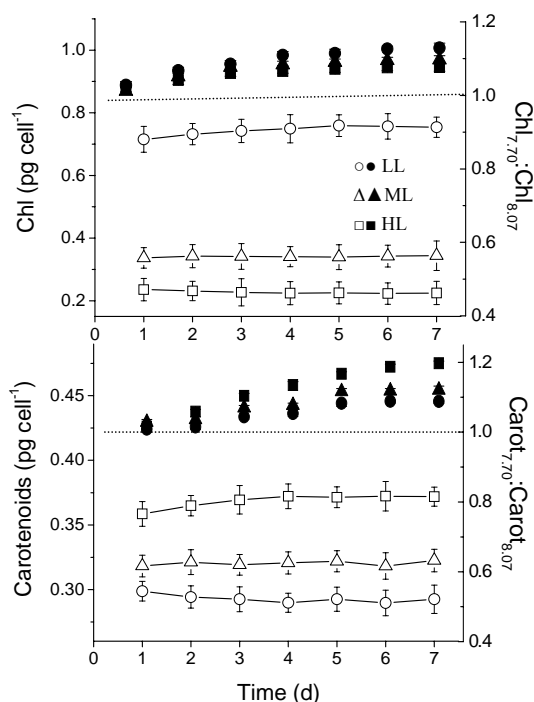 1.0
0.8
0.6
0.4
0.2
Chl (pg cell⁻¹)
1.2
1.0
0.8
0.6
0.4
Chl₇.₇₀:Chl₈.₀₇
LL
ML
HL
0 1 2 3 4 5 6 7
0.45
0.40
0.35
0.30
Carotenoids (pg cell⁻¹)
1.2
1.0
0.8
0.6
0.4
Carot₇.₇₀:Carot₈.₀₇
0 1 2 3 4 5 6 7
Time (d)